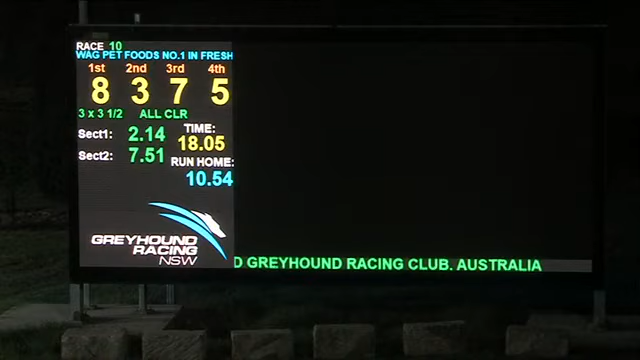 RACE 10
WAG PET FOODS NO.1 IN FRESH
1st 2nd 3rd 4th
8 3 7 5
3 x 3 1/2 ALL CLR
Sect1: 2.14 TIME: 18.05
Sect2: 7.51 RUN HOME: 10.54
GREYHOUND
RACING
NSW
D GREYHOUND RACING CLUB. AUSTRALIA